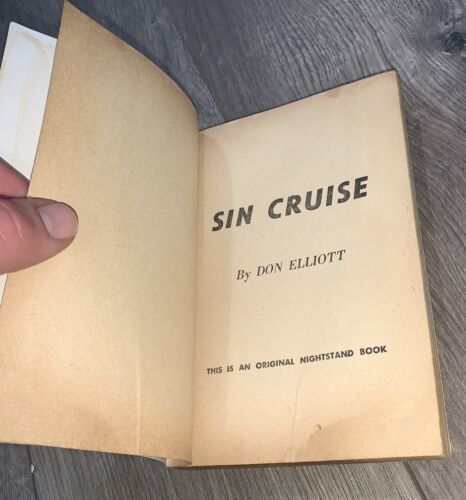 SIN CRUISE
By DON ELLIOTT
THIS IS AN ORIGINAL NIGHTSTAND BOOK